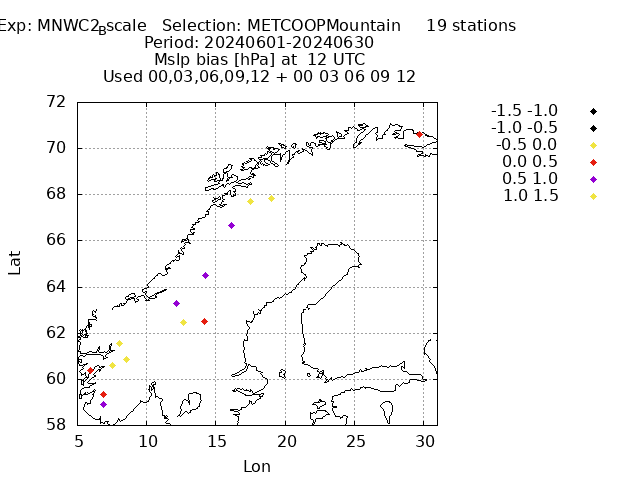 Exp: MNWC2Bscale   Selection: METCOOPMountain     19 stations
Period: 20240601-20240630
Mslp bias [hPa] at  12 UTC
Used 00,03,06,09,12 + 00 03 06 09 12
-1.5 -1.0
-1.0 -0.5
-0.5 0.0
0.0 0.5
0.5 1.0
1.0 1.5
72
70
68
66
64
62
60
58
Lat
5 10 15 20 25 30
Lon